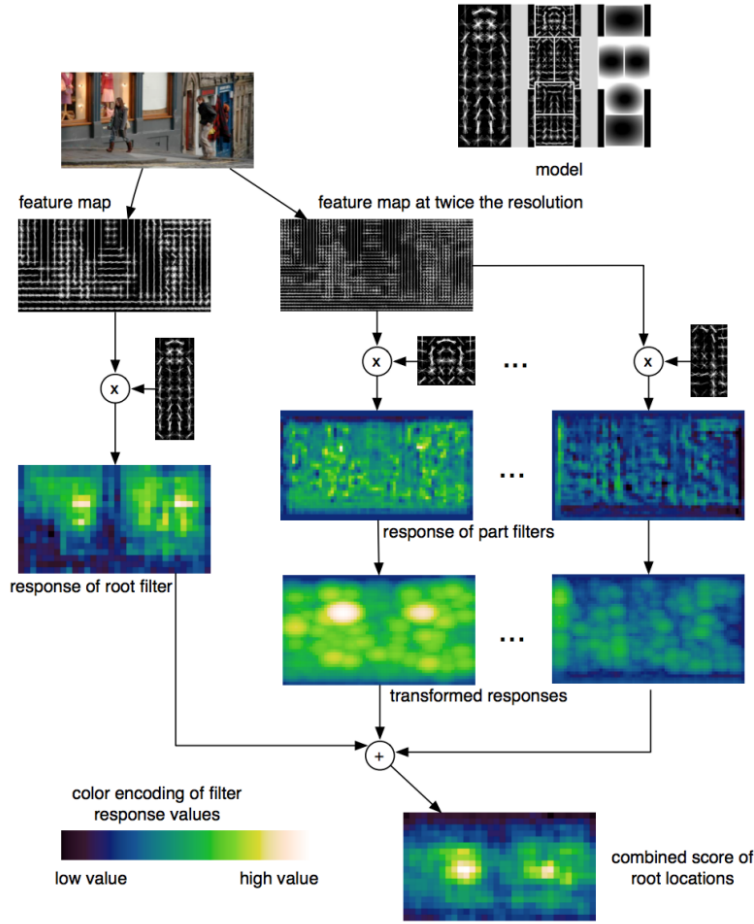 model
feature map
feature map at twice the resolution
x
x
...
x
...
response of part filters
response of root filter
...
transformed responses
+
color encoding of filter
response values
low value
high value
combined score of
root locations